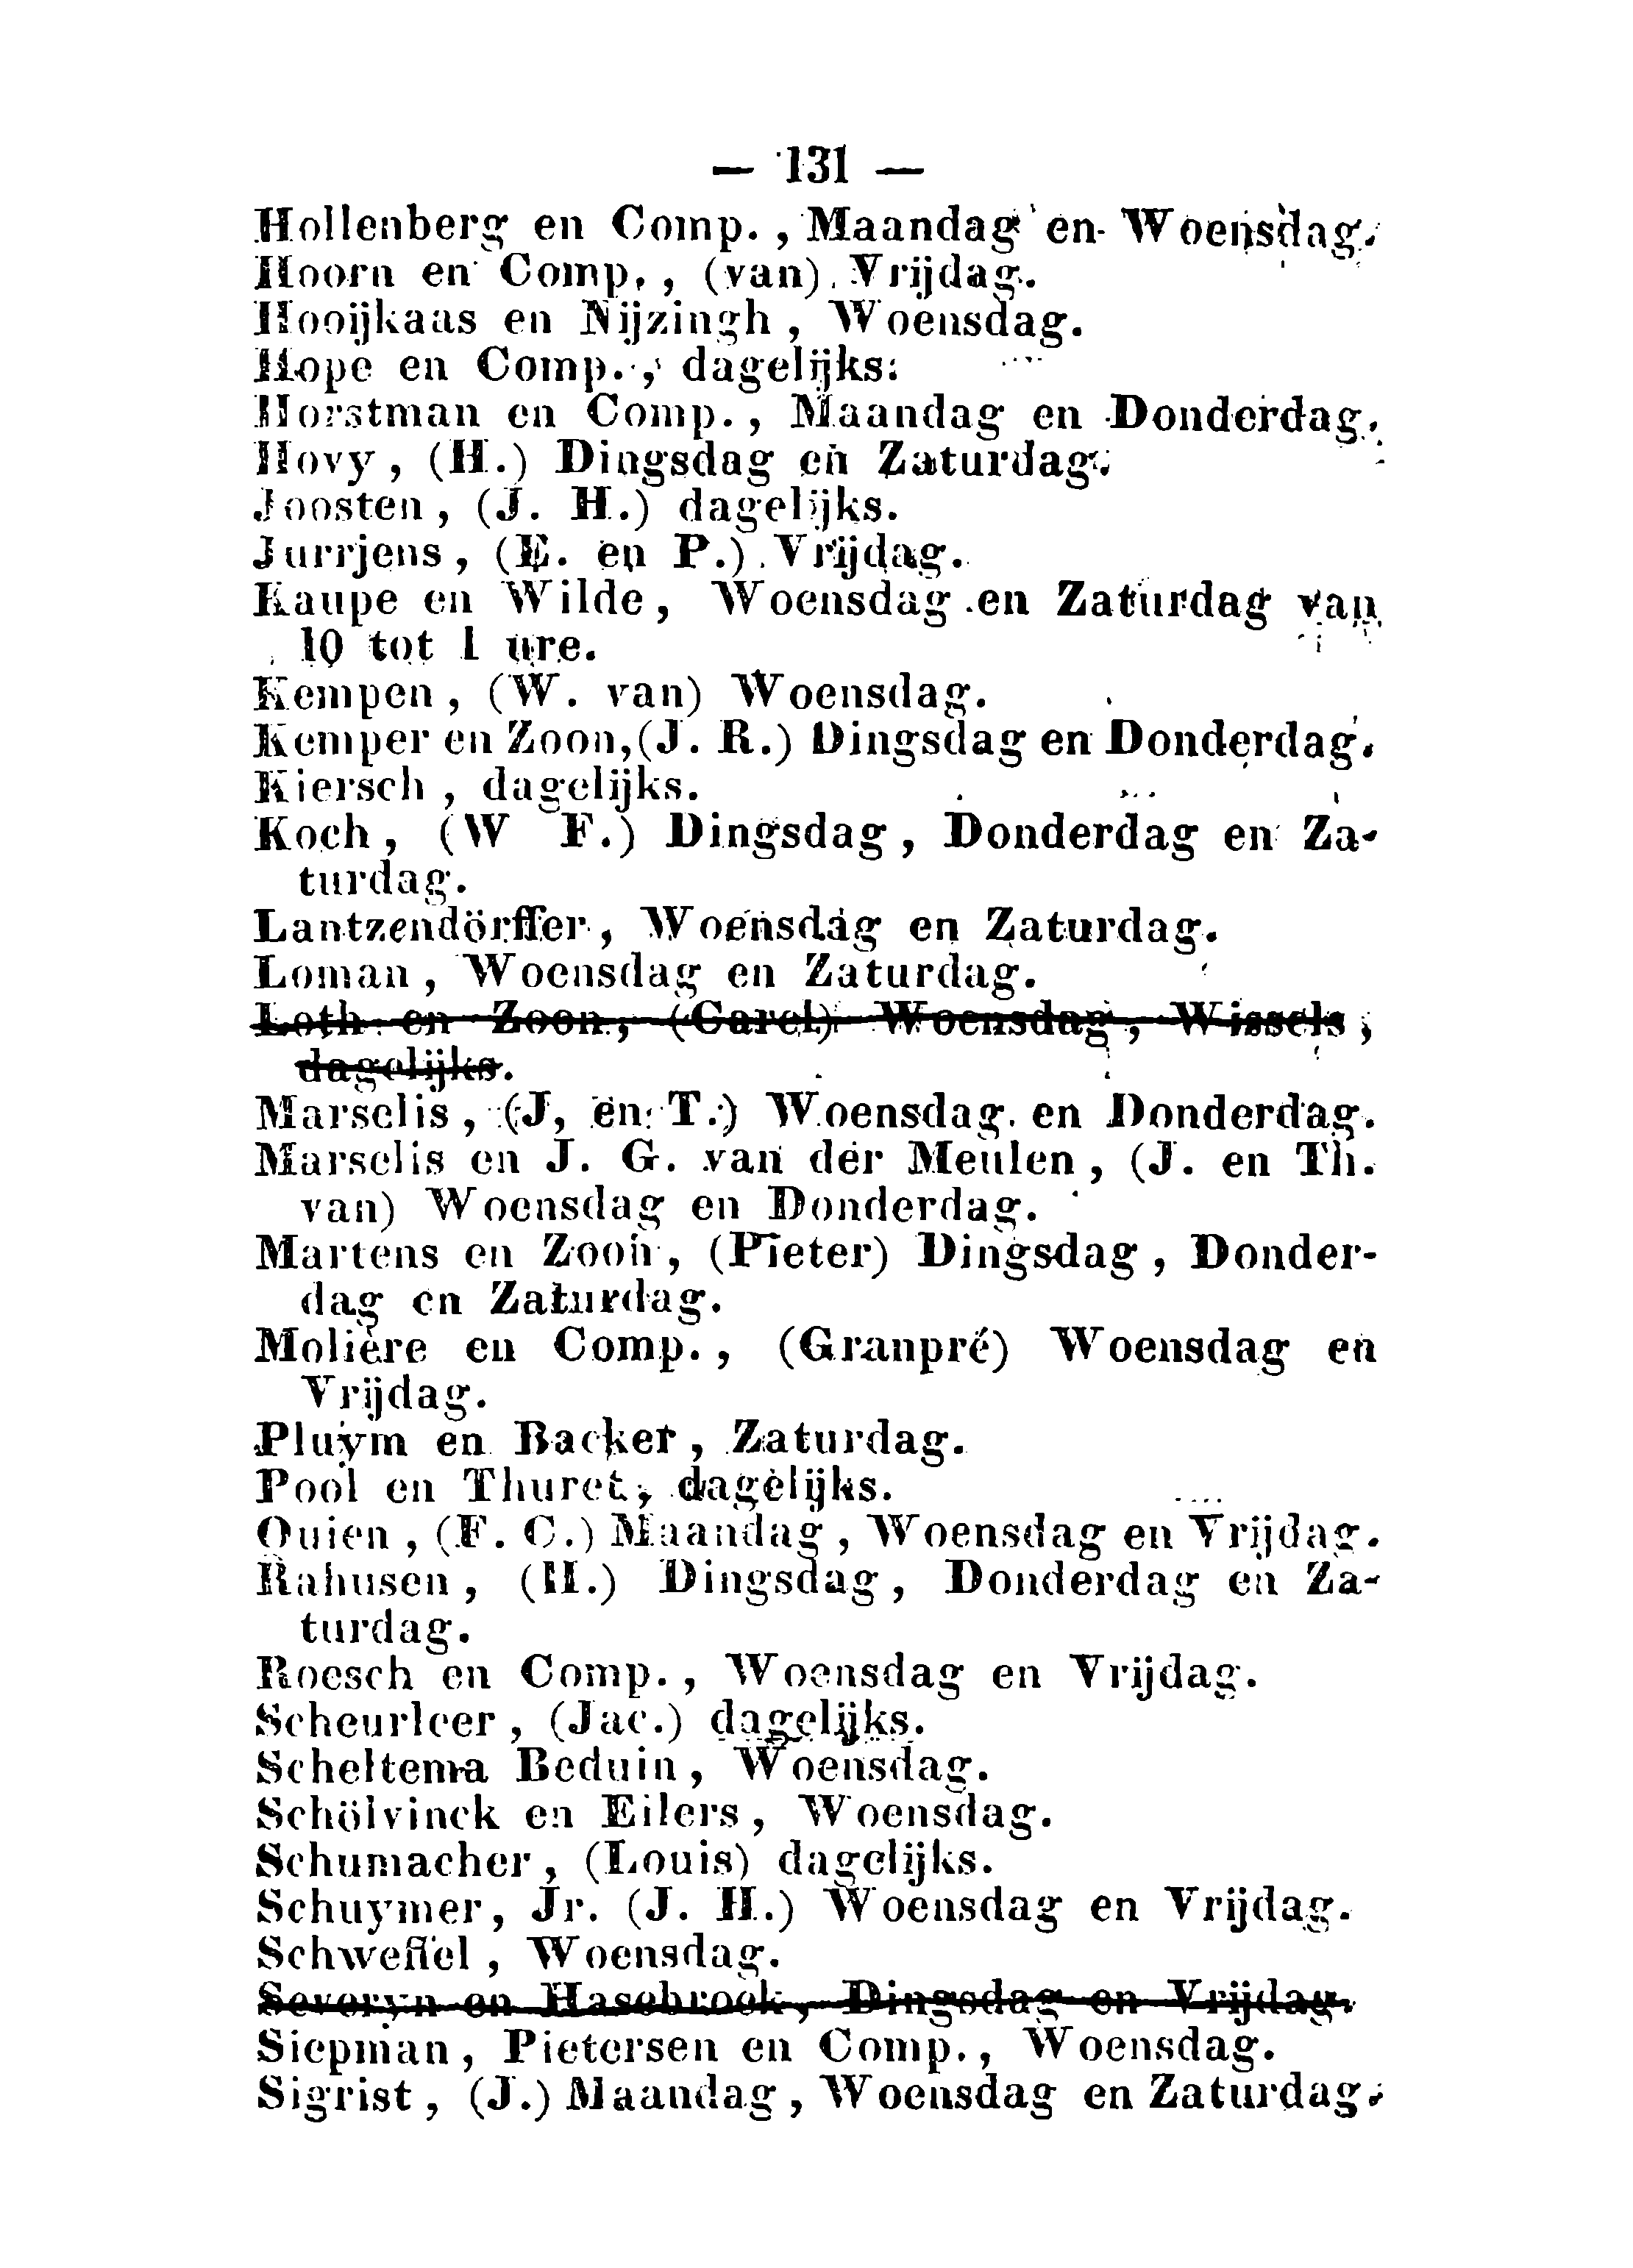 — 131 —
Hollenberg en Comp., Maandag en Woensdag.
Hoorn en Comp., (van) Vrijdag.
Hooijkaas en Nijzingh, Woensdag.
Hope en Comp., dagelijks.
Horstman en Comp., Maandag en Donderdag.
Hovy, (H.) Dingsdag en Zaturdag.
Joosten, (J. H.) dagelijks.
Jurrjens, (E. en P.) Vrijdag.
Kaupe en Wilde, Woensdag en Zaturdag van
10 tot 1 ure.
Kempen, (W. van) Woensdag.
Kemper en Zoon, (J. R.) Dingsdag en Donderdag.
Kiersch, dagelijks.
Koch, (W F.) Dingsdag, Donderdag en Za-
turdag.
Lantzendörffer, Woensdag en Zaturdag.
Loman, Woensdag en Zaturdag.
Loth en Zoon, (Carel) Woensdag, Wissels,
dagelijks.
Marselis, (J, en T.) Woensdag en Donderdag.
Marselis en J. G. van der Meulen, (J. en Th.
van) Woensdag en Donderdag.
Martens en Zoon, (Pieter) Dingsdag, Donder-
dag en Zaturdag.
Molière en Comp., (Granpré) Woensdag en
Vrijdag.
Pluym en Backer, Zaturdag.
Pool en Thuret, dagelijks.
Quien, (F. C.) Maandag, Woensdag en Vrijdag.
Rahusen, (H.) Dingsdag, Donderdag en Za-
turdag.
Roesch en Comp., Woensdag en Vrijdag.
Scheurleer, (Jac.) dagelijks.
Scheltema Beduin, Woensdag.
Schölvinck en Eilers, Woensdag.
Schumacher, (Louis) dagelijks.
Schuymer, Jr. (J. H.) Woensdag en Vrijdag.
Schweffel, Woensdag.
Severyn en Hasebroek, Dingsdag en Vrijdag.
Siepman, Pietersen en Comp., Woensdag.
Sigrist, (J.) Maandag, Woensdag en Zaturdag.